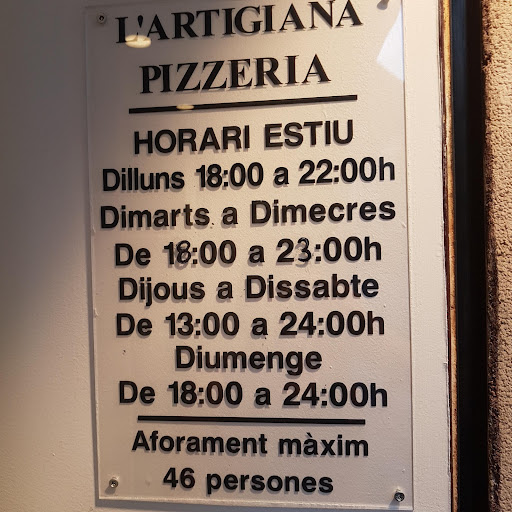 L'ARTIGIANA
PIZZERIA
HORARI ESTIU
Dilluns 18:00 a 22:00h
Dimarts a Dimecres
De 18:00 a 23:00h
Dijous a Dissabte
De 13:00 a 24:00h
Diumenge
De 18:00 a 24:00h
Aforament màxim
46 persones